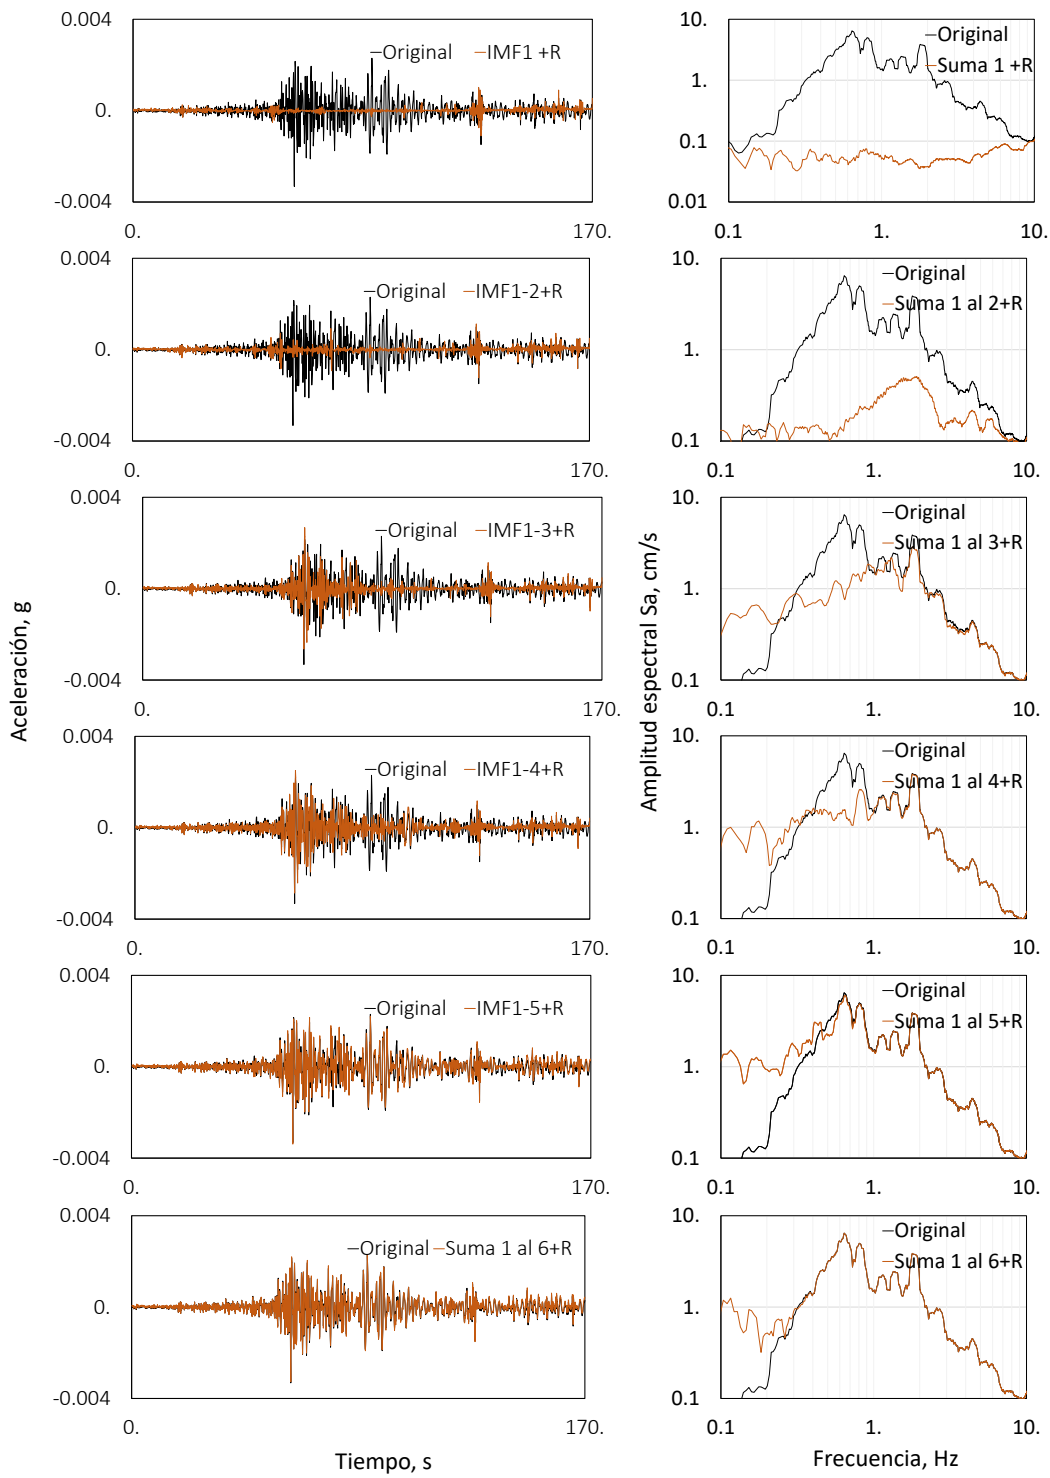 0.004
0.
-0.004
Original IMF1 +R
0. 170.
10.
1.
0.1
0.01
Original
Suma 1 +R
0.1 1. 10.
0.004
0.
-0.004
Original IMF1-2+R
0. 170.
10.
1.
0.1
Original
Suma 1 al 2+R
0.1 1. 10.
0.004
0.
-0.004
Original IMF1-3+R
0. 170.
10.
1.
0.1
Original
Suma 1 al 3+R
0.1 1. 10.
Aceleración, g
Amplitud espectral Sa, cm/s
0.004
0.
-0.004
Original IMF1-4+R
0. 170.
10.
1.
0.1
Original
Suma 1 al 4+R
0.1 1. 10.
0.004
0.
-0.004
Original IMF1-5+R
0. 170.
10.
1.
0.1
Original
Suma 1 al 5+R
0.1 1. 10.
0.004
0.
-0.004
Original Suma 1 al 6+R
0. 170.
10.
1.
0.1
Original
Suma 1 al 6+R
0.1 1. 10.
Tiempo, s
Frecuencia, Hz